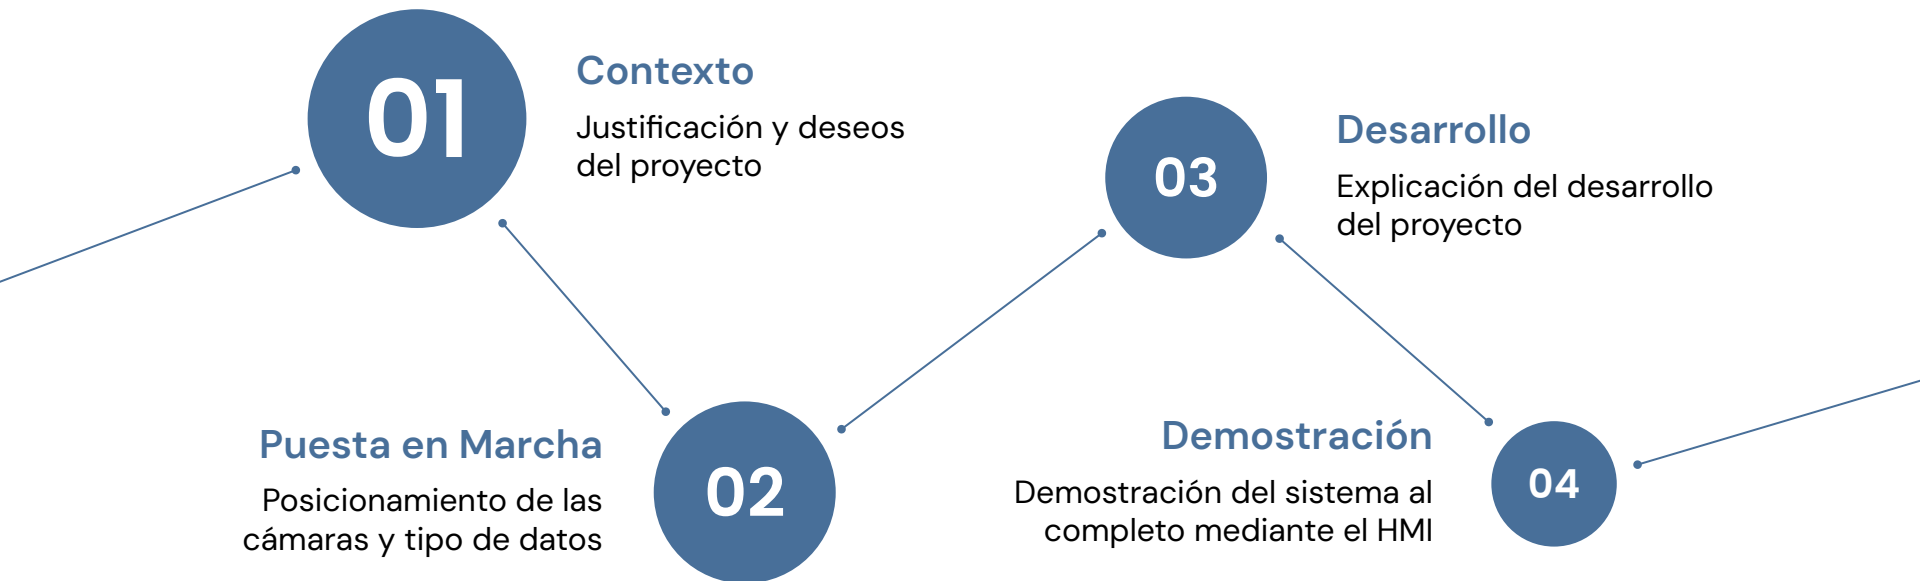 01
Contexto
Justificación y deseos
del proyecto
02
Puesta en Marcha
Posicionamiento de las
cámaras y tipo de datos
03
Desarrollo
Explicación del desarrollo
del proyecto
04
Demostración
Demostración del sistema al
completo mediante el HMI